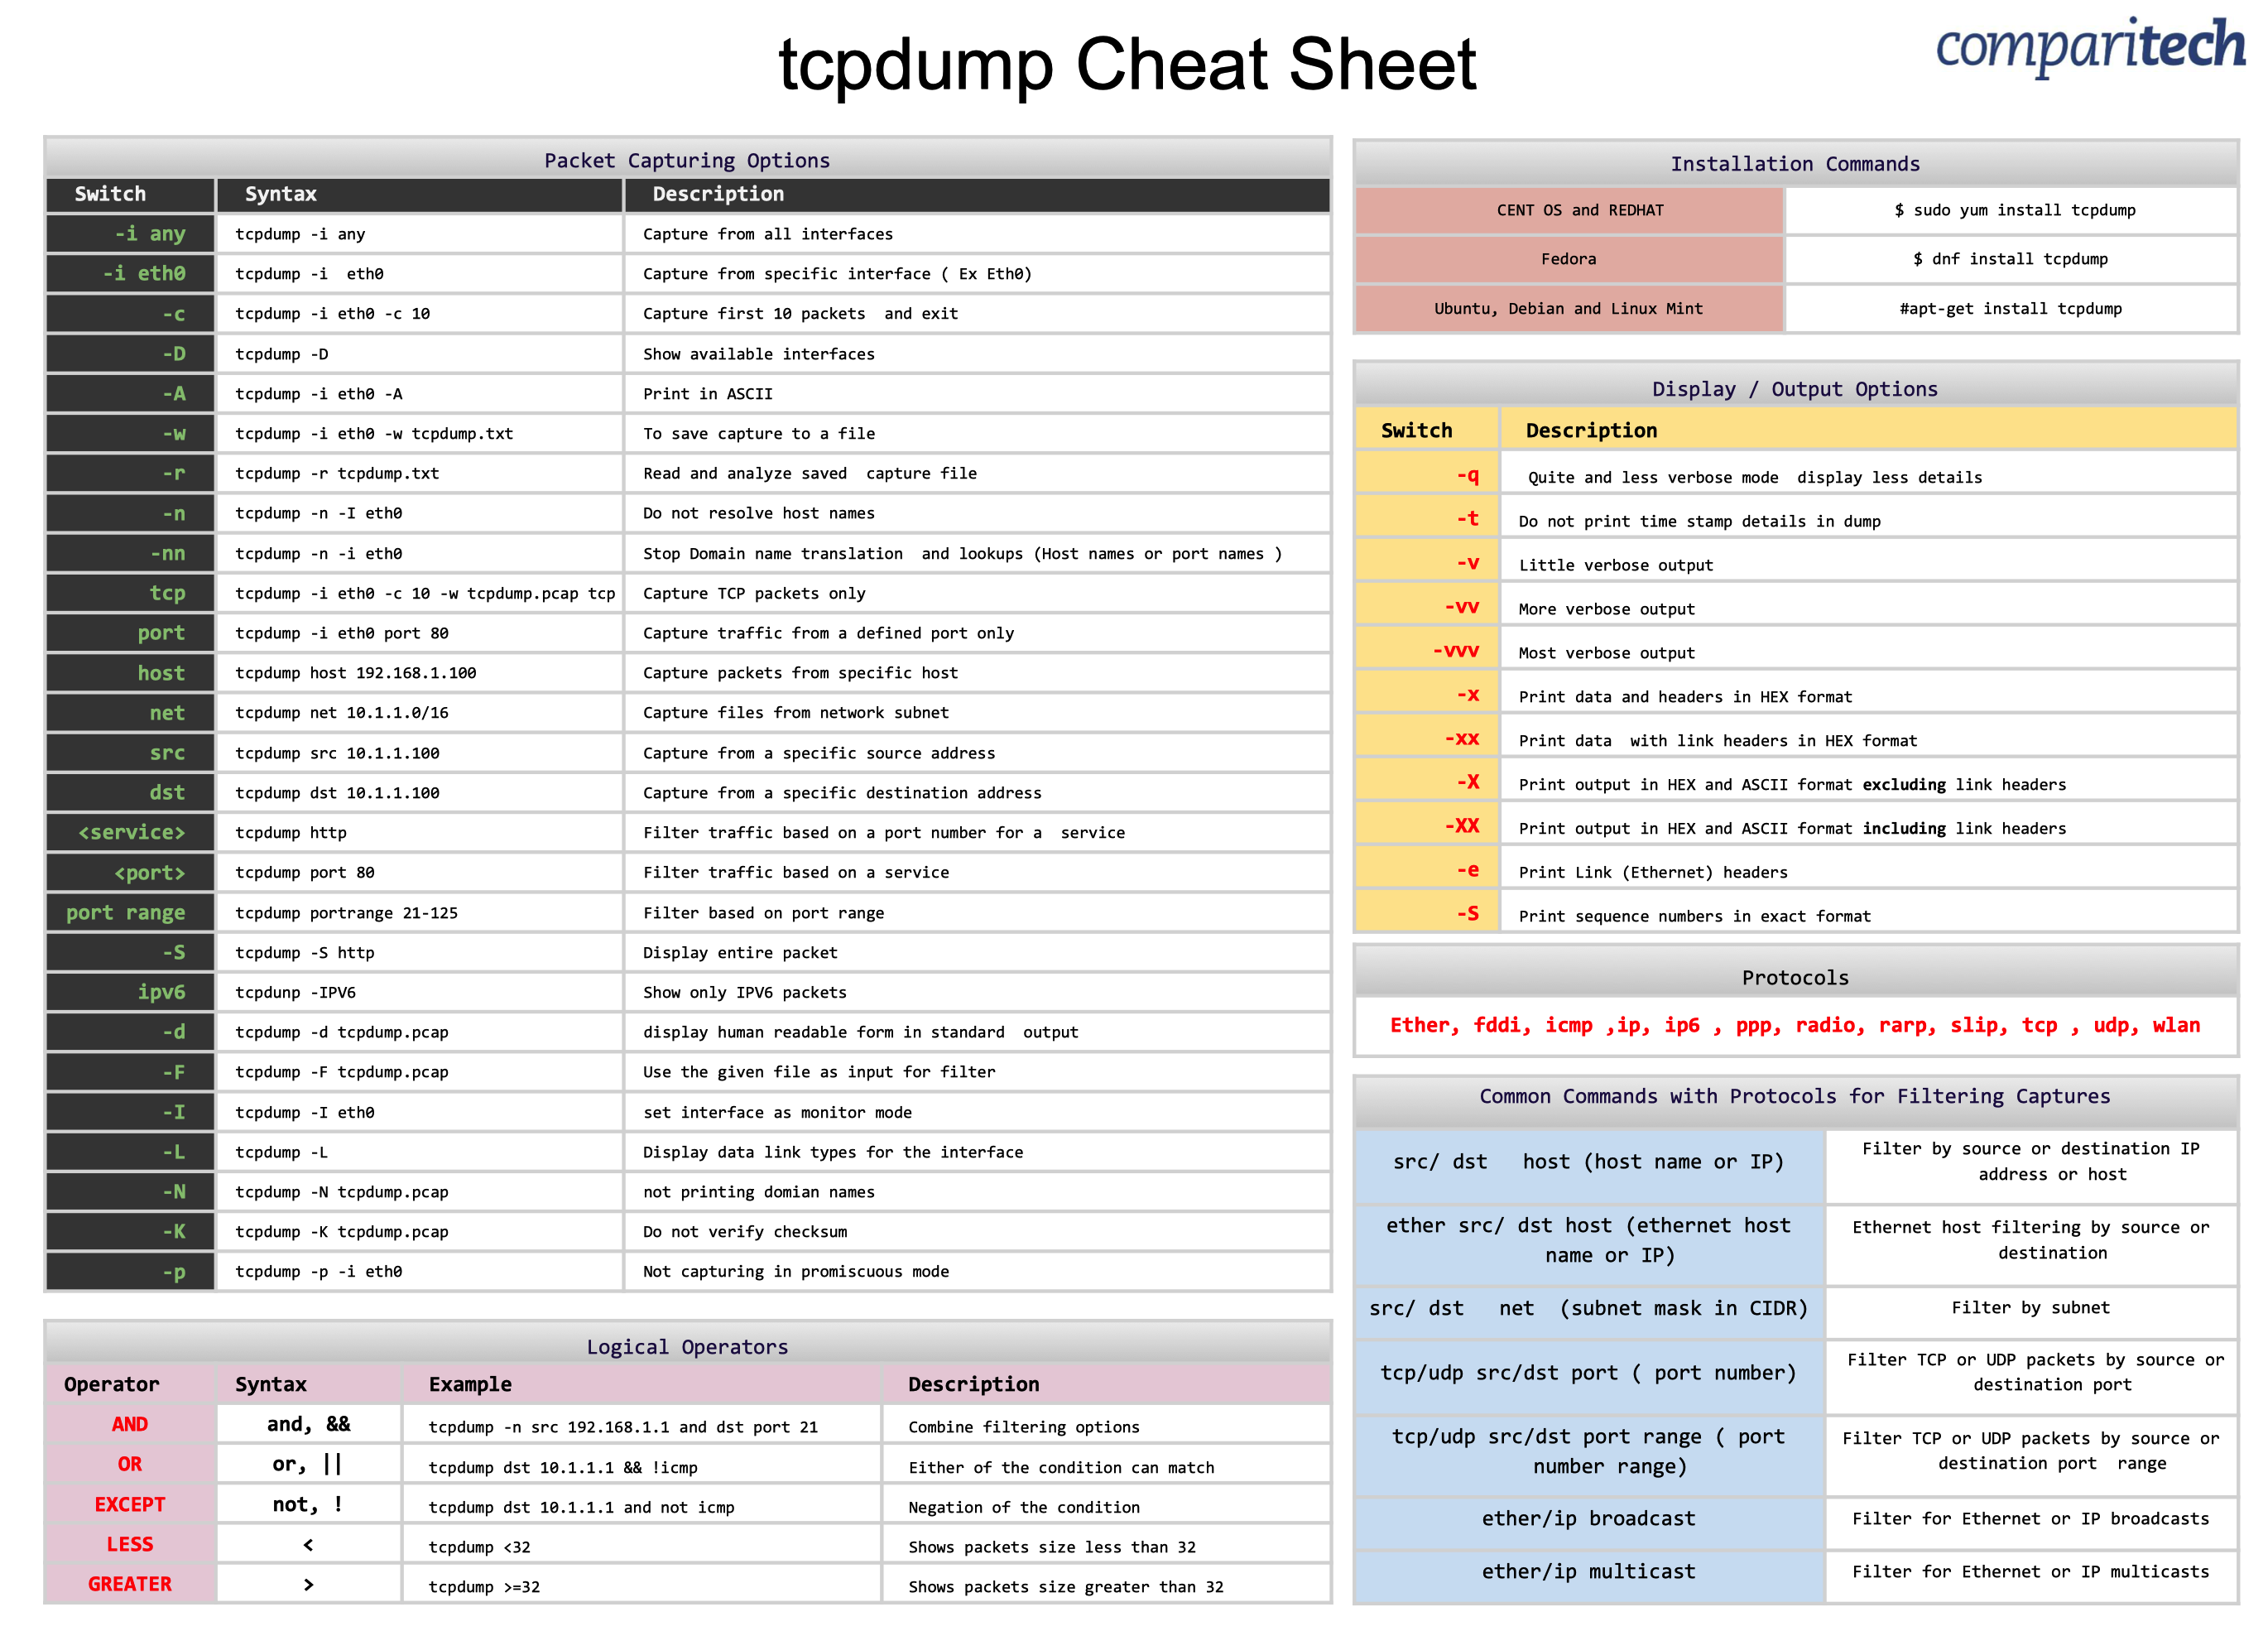 tcpdump Cheat Sheet
comparitech
Packet Capturing Options
Switch Syntax Description
-i any tcpdump -i any Capture from all interfaces
-i eth0 tcpdump -i  eth0 Capture from specific interface ( Ex Eth0)
-c tcpdump -i eth0 -c 10 Capture first 10 packets  and exit
-D tcpdump -D Show available interfaces
-A tcpdump -i eth0 -A Print in ASCII
-w tcpdump -i eth0 -w tcpdump.txt To save capture to a file
-r tcpdump -r tcpdump.txt Read and analyze saved  capture file
-n tcpdump -n -I eth0 Do not resolve host names
-nn tcpdump -n -i eth0 Stop Domain name translation  and lookups (Host names or port names )
tcp tcpdump -i eth0 -c 10 -w tcpdump.pcap tcp Capture TCP packets only
port tcpdump -i eth0 port 80 Capture traffic from a defined port only
host tcpdump host 192.168.1.100 Capture packets from specific host
net tcpdump net 10.1.1.0/16 Capture files from network subnet
src tcpdump src 10.1.1.100 Capture from a specific source address
dst tcpdump dst 10.1.1.100 Capture from a specific destination address
<service> tcpdump http Filter traffic based on a port number for a  service
<port> tcpdump port 80 Filter traffic based on a service
port range tcpdump portrange 21-125 Filter based on port range
-S tcpdump -S http Display entire packet
ipv6 tcpdunp -IPV6 Show only IPV6 packets
-d tcpdump -d tcpdump.pcap display human readable form in standard  output
-F tcpdump -F tcpdump.pcap Use the given file as input for filter
-I tcpdump -I eth0 set interface as monitor mode
-L tcpdump -L Display data link types for the interface
-N tcpdump -N tcpdump.pcap not printing domian names
-K tcpdump -K tcpdump.pcap Do not verify checksum
-p tcpdump -p -i eth0 Not capturing in promiscuous mode
Logical Operators
Operator Syntax Example Description
AND and, && tcpdump -n src 192.168.1.1 and dst port 21 Combine filtering options
OR or, || tcpdump dst 10.1.1.1 && !icmp Either of the condition can match
EXCEPT not, ! tcpdump dst 10.1.1.1 and not icmp Negation of the condition
LESS < tcpdump <32 Shows packets size less than 32
GREATER > tcpdump >=32 Shows packets size greater than 32
Installation Commands
CENT OS and REDHAT $ sudo yum install tcpdump
Fedora $ dnf install tcpdump
Ubuntu, Debian and Linux Mint #apt-get install tcpdump
Display / Output Options
Switch Description
-q Quite and less verbose mode  display less details
-t Do not print time stamp details in dump
-v Little verbose output
-vv More verbose output
-vvv Most verbose output
-x Print data and headers in HEX format
-xx Print data  with link headers in HEX format
-X Print output in HEX and ASCII format excluding link headers
-XX Print output in HEX and ASCII format including link headers
-e Print Link (Ethernet) headers
-S Print sequence numbers in exact format
Protocols
Ether, fddi, icmp ,ip, ip6 , ppp, radio, rarp, slip, tcp , udp, wlan
Common Commands with Protocols for Filtering Captures
src/ dst   host (host name or IP)
Filter by source or destination IP
address or host
ether src/ dst host (ethernet host
name or IP)
Ethernet host filtering by source or
destination
src/ dst   net  (subnet mask in CIDR)
Filter by subnet
tcp/udp src/dst port ( port number)
Filter TCP or UDP packets by source or
destination port
tcp/udp src/dst port range ( port
number range)
Filter TCP or UDP packets by source or
destination port  range
ether/ip broadcast
Filter for Ethernet or IP broadcasts
ether/ip multicast
Filter for Ethernet or IP multicasts